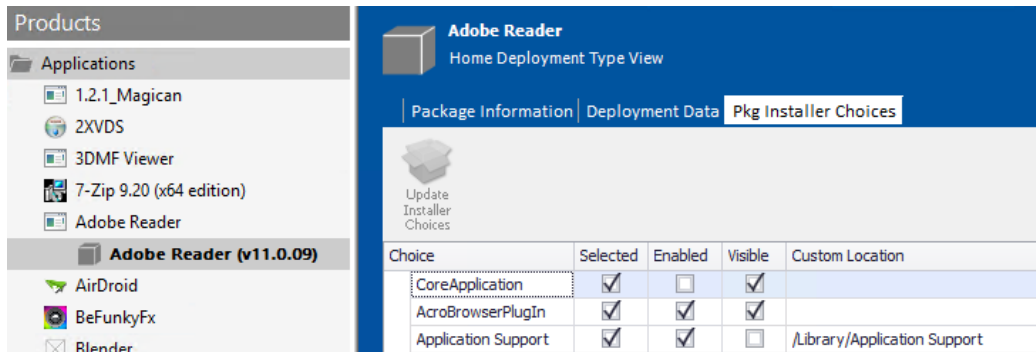 Products
Applications
1.2.1_Magican
2XVDS
3DMF Viewer
7-Zip 9.20 (x64 edition)
Adobe Reader
Adobe Reader (v11.0.09)
AirDroid
BeFunkyFx
Blender
Adobe Reader
Home Deployment Type View
Package Information Deployment Data Pkg Installer Choices
Update
Installer
Choices
Choice Selected Enabled Visible Custom Location
CoreApplication
AcroBrowserPlugIn
Application Support /Library/Application Support